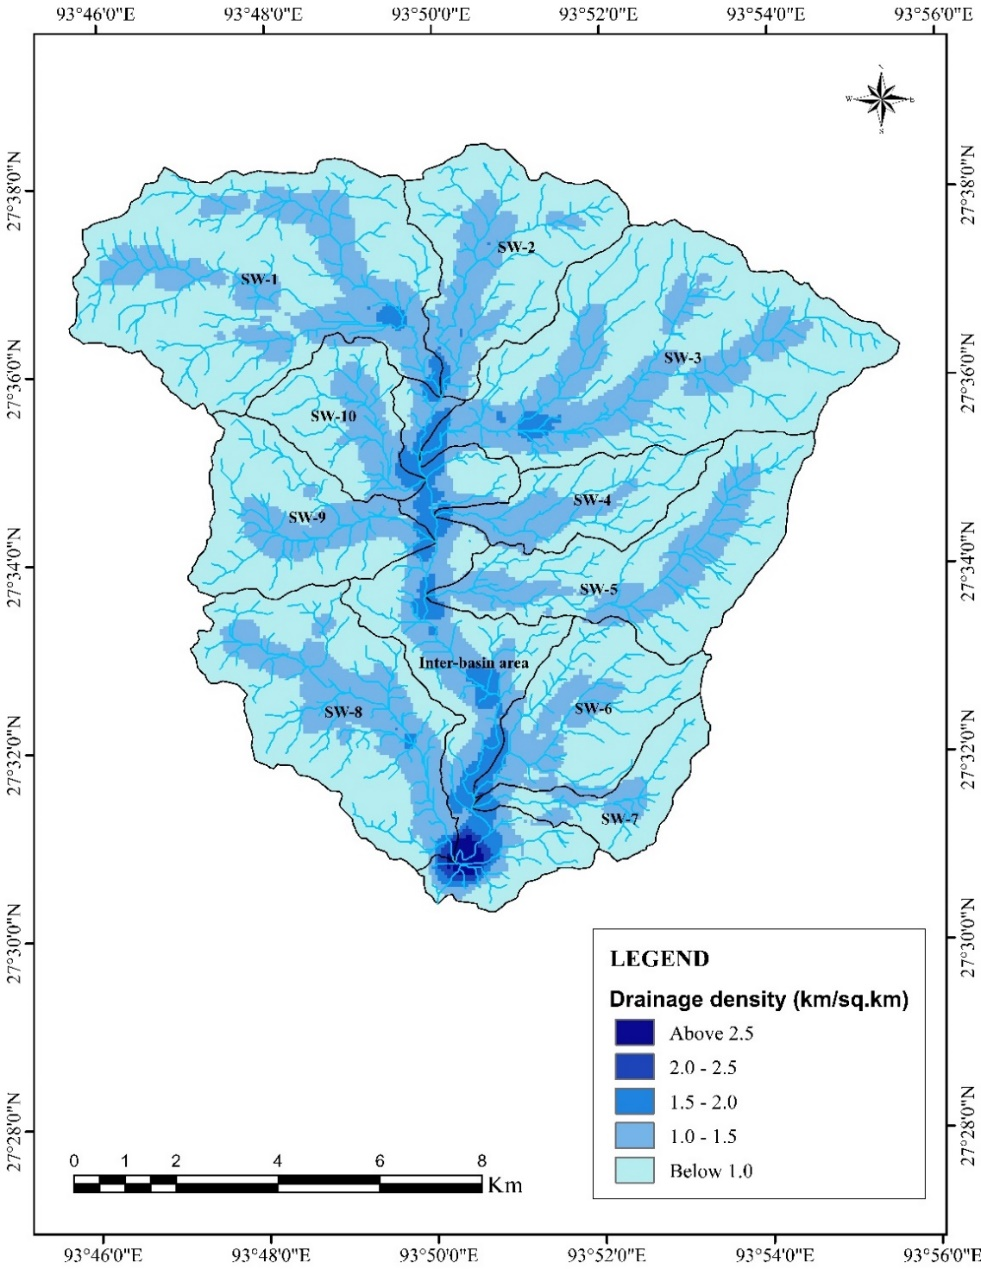 93°46'0"E 93°48'0"E 93°50'0"E 93°52'0"E 93°54'0"E 93°56'0"E
N
W E
S
27°38'0"N 27°38'0"N
SW-2
SW-1
SW-3
27°36'0"N 27°36'0"N
SW-10
SW-4
SW-9
27°34'0"N 27°34'0"N
SW-5
Inter-basin area
SW-6
SW-8
27°32'0"N 27°32'0"N
SW-7
27°30'0"N 27°30'0"N
LEGEND
Drainage density (km/sq.km)
Above 2.5
2.0 - 2.5
1.5 - 2.0
1.0 - 1.5
Below 1.0
27°28'0"N 27°28'0"N
0 1 2 4 6 8
Km
93°46'0"E 93°48'0"E 93°50'0"E 93°52'0"E 93°54'0"E 93°56'0"E